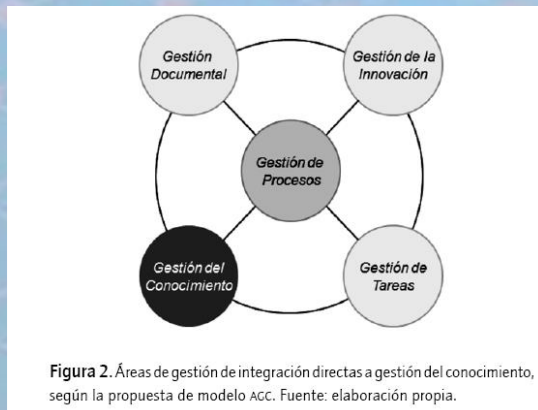 Gestión
Documental
Gestión de la
Innovación
Gestión de
Procesos
Gestión del
Conocimiento
Gestión de
Tareas
Figura 2. Áreas de gestión de integración directas a gestión del conocimiento,
según la propuesta de modelo AGC. Fuente: elaboración propia.